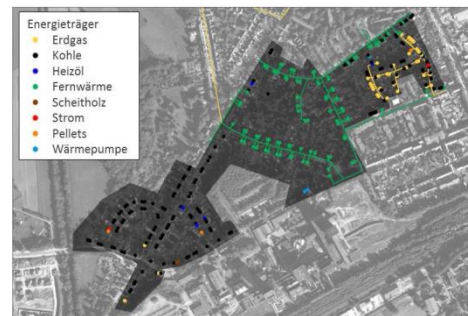 Energieträger
Erdgas
Kohle
Heizöl
Fernwärme
Scheitholz
Strom
Pellets
Wärmepumpe